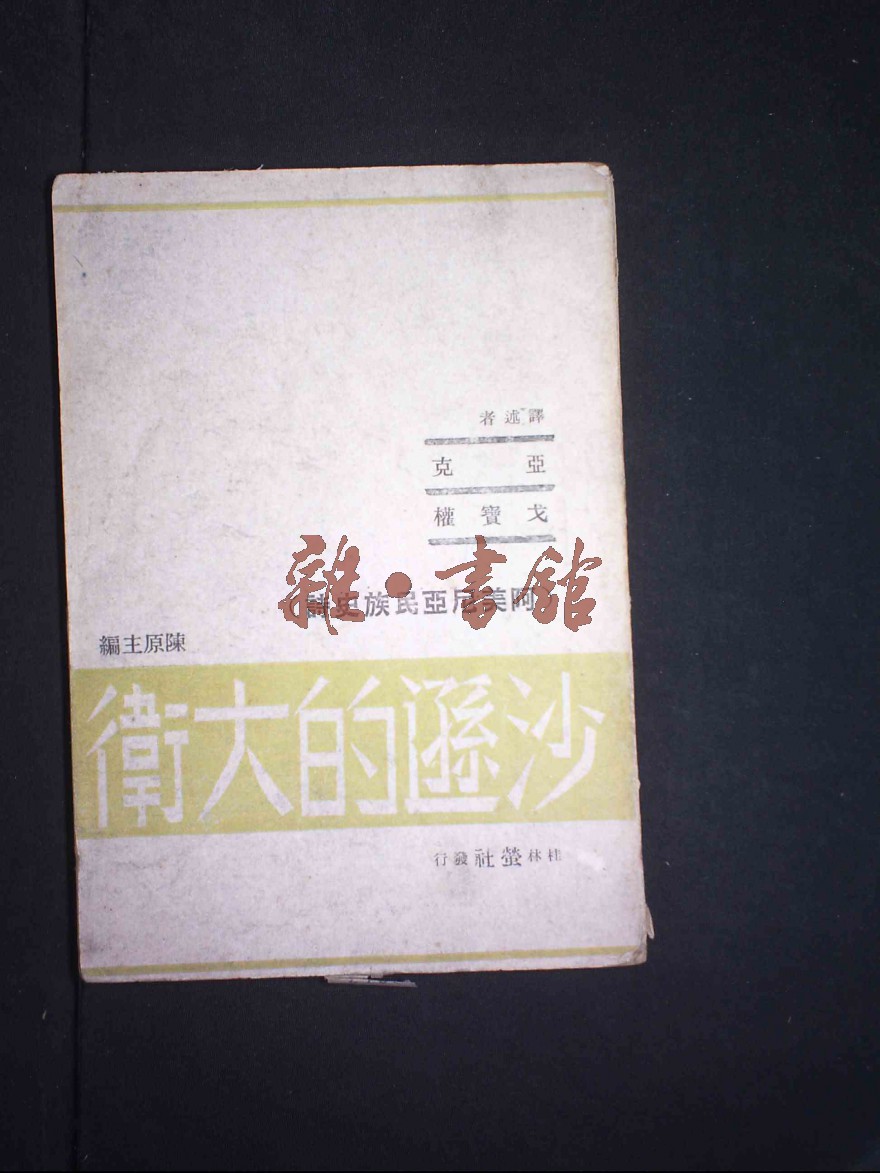 譯述者
亞克
戈寶權
雜·書館
阿美尼亞民族史詩
陳原主編
沙遜的大衛
桂林螢社發行